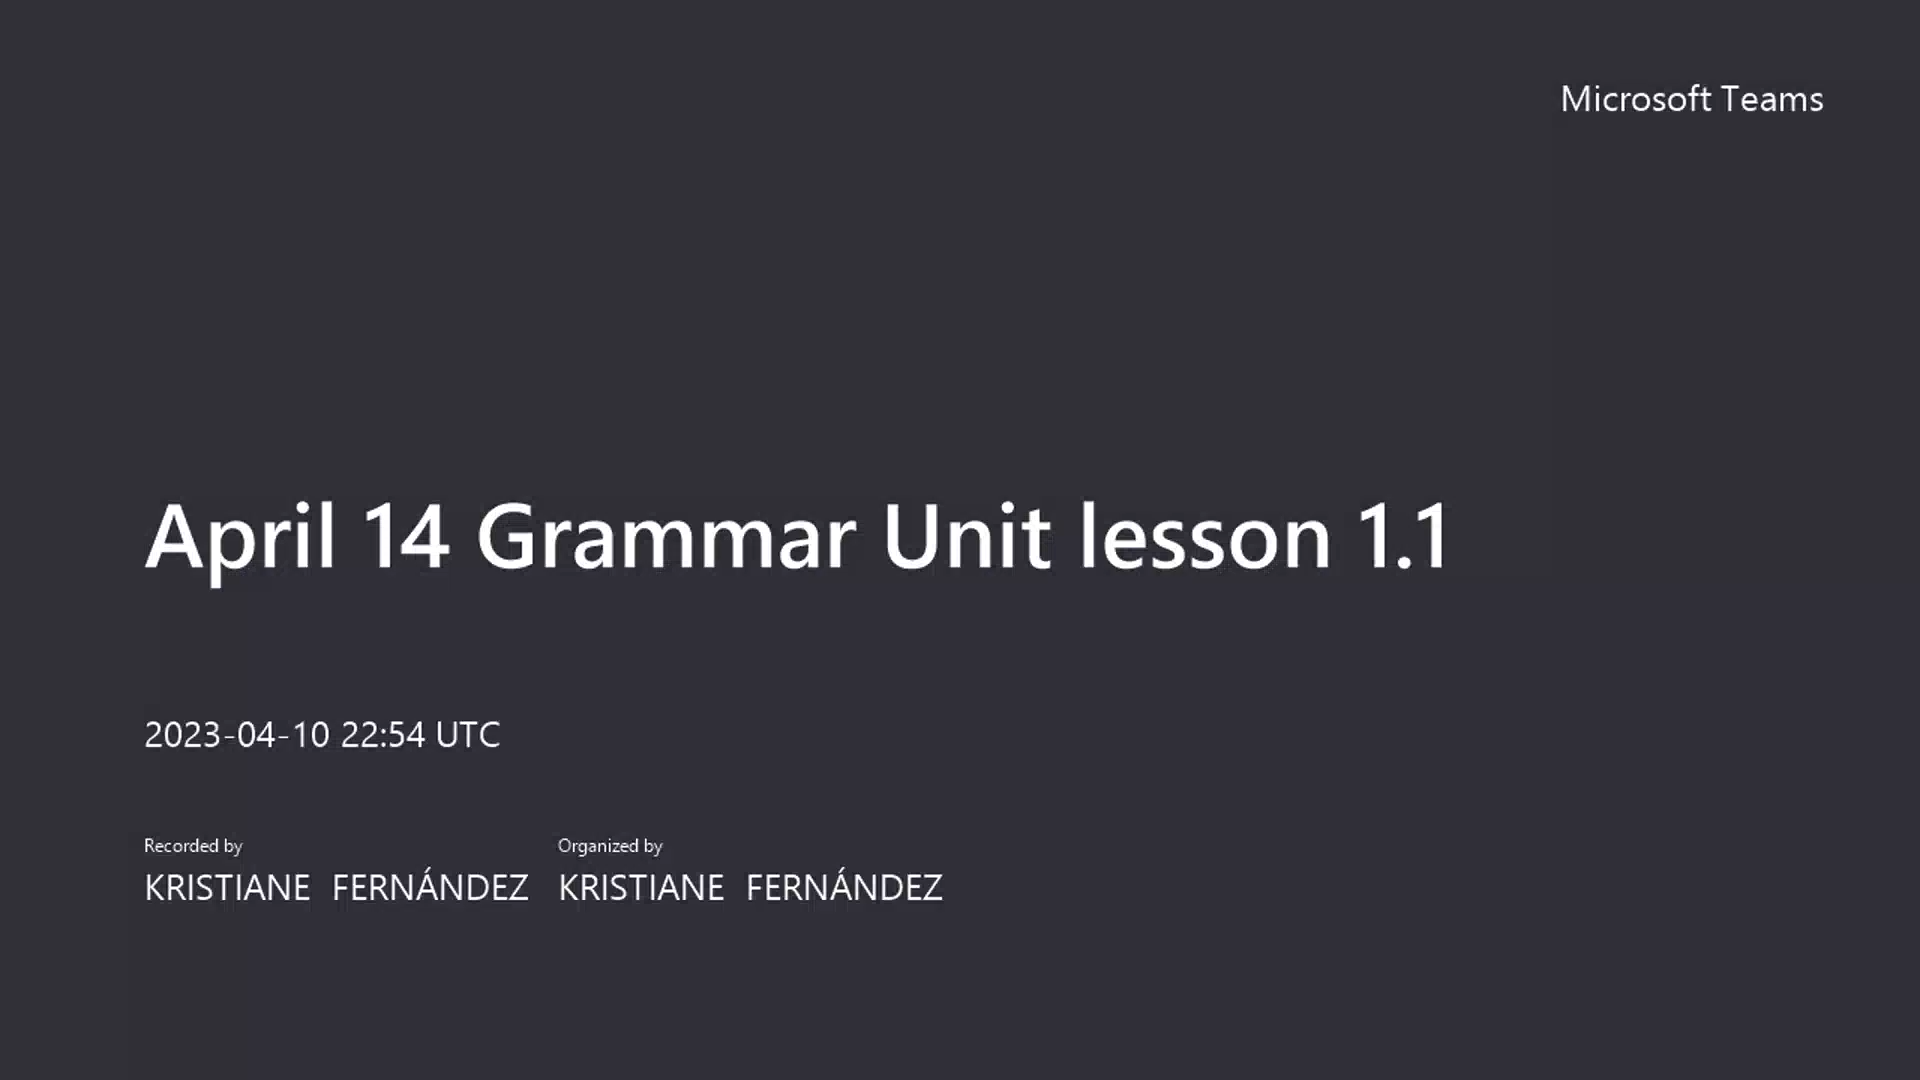 Microsoft Teams
April 14 Grammar Unit lesson 1.1
2023-04-10 22:54 UTC
Recorded by Organized by
KRISTIANE FERNÁNDEZ KRISTIANE FERNÁNDEZ